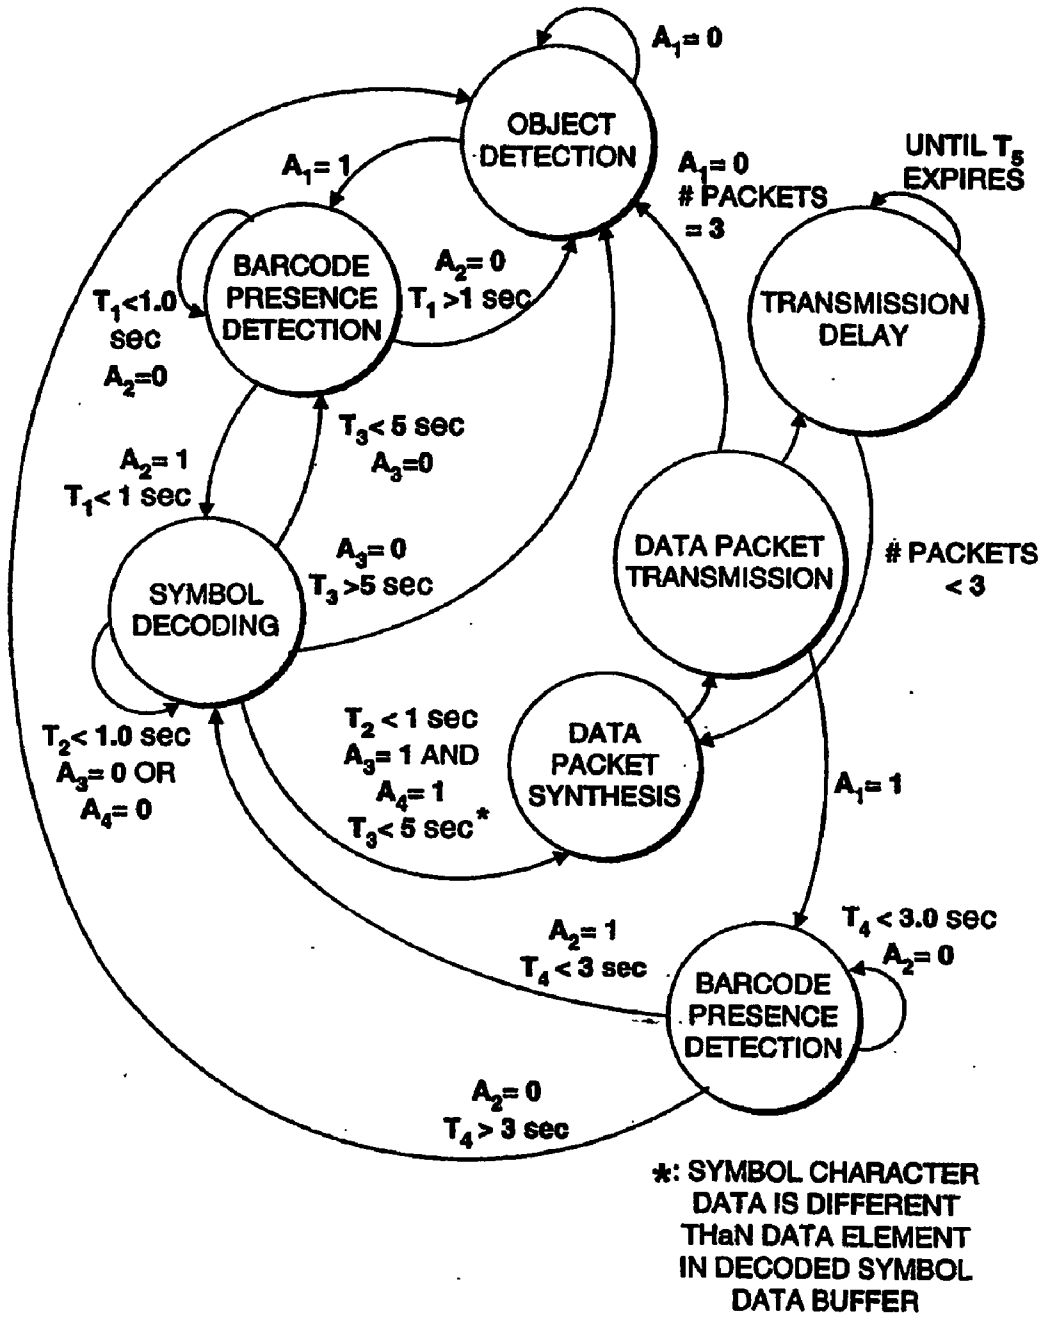 A₁= 0
OBJECT
DETECTION
UNTIL T₅
EXPIRES
A₁= 1
A₁= 0
# PACKETS
= 3
BARCODE
PRESENCE
DETECTION
A₂= 0
T₁ >1 sec
T₁<1.0
sec
A₂=0
TRANSMISSION
DELAY
T₃< 5 sec
A₃=0
A₂= 1
T₁< 1 sec
A₃= 0
T₃ >5 sec
DATA PACKET
TRANSMISSION
# PACKETS
< 3
SYMBOL
DECODING
T₂< 1.0 sec
A₃= 0 OR
A₄= 0
T₂ < 1 sec
A₃= 1 AND
A₄= 1
T₃< 5 sec*
DATA
PACKET
SYNTHESIS
A₁= 1
A₂= 1
T₄ < 3 sec
T₄ < 3.0 sec
A₂= 0
BARCODE
PRESENCE
DETECTION
A₂= 0
T₄ > 3 sec
*: SYMBOL CHARACTER
DATA IS DIFFERENT
THaN DATA ELEMENT
IN DECODED SYMBOL
DATA BUFFER